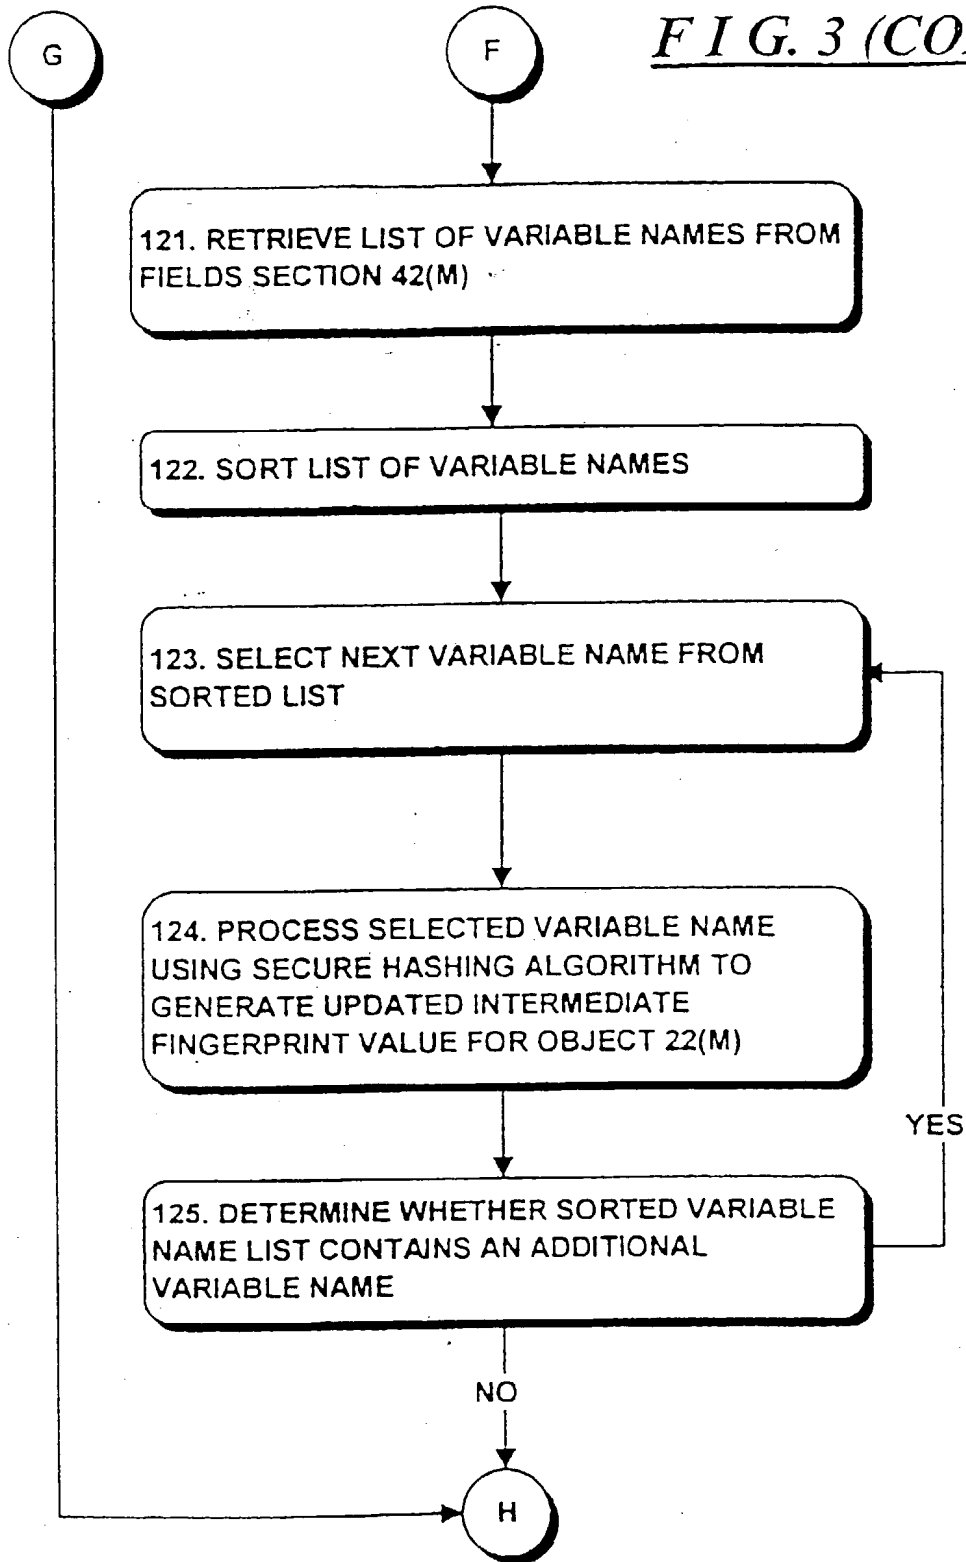 G
F
F I G. 3 (CO
121. RETRIEVE LIST OF VARIABLE NAMES FROM
FIELDS SECTION 42(M)
122. SORT LIST OF VARIABLE NAMES
123. SELECT NEXT VARIABLE NAME FROM
SORTED LIST
124. PROCESS SELECTED VARIABLE NAME
USING SECURE HASHING ALGORITHM TO
GENERATE UPDATED INTERMEDIATE
FINGERPRINT VALUE FOR OBJECT 22(M)
YES
125. DETERMINE WHETHER SORTED VARIABLE
NAME LIST CONTAINS AN ADDITIONAL
VARIABLE NAME
NO
H